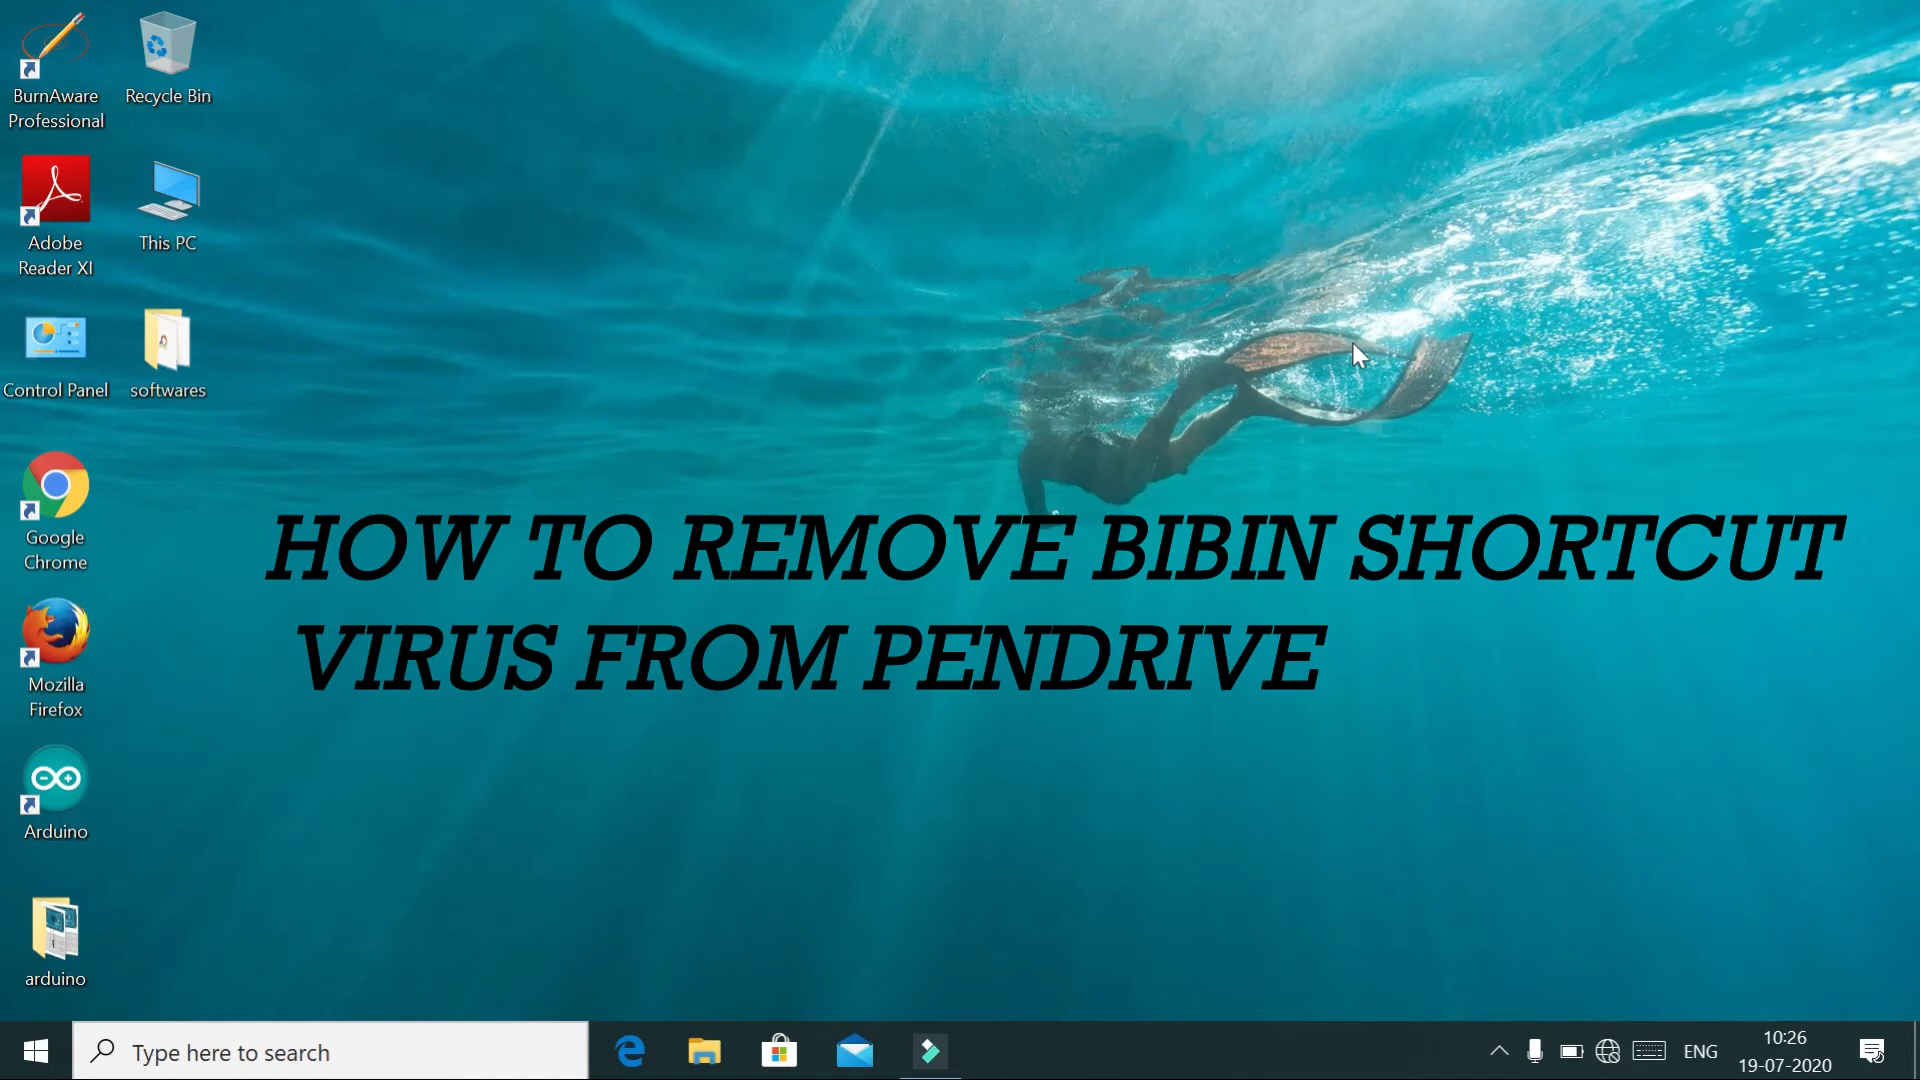 BurnAware
Professional
Recycle Bin
Adobe
Reader XI
This PC
Control Panel
softwares
Google
Chrome
HOW TO REMOVE BIBIN SHORTCUT
VIRUS FROM PENDRIVE
Mozilla
Firefox
Arduino
arduino
Type here to search
ENG
10:26
19-07-2020